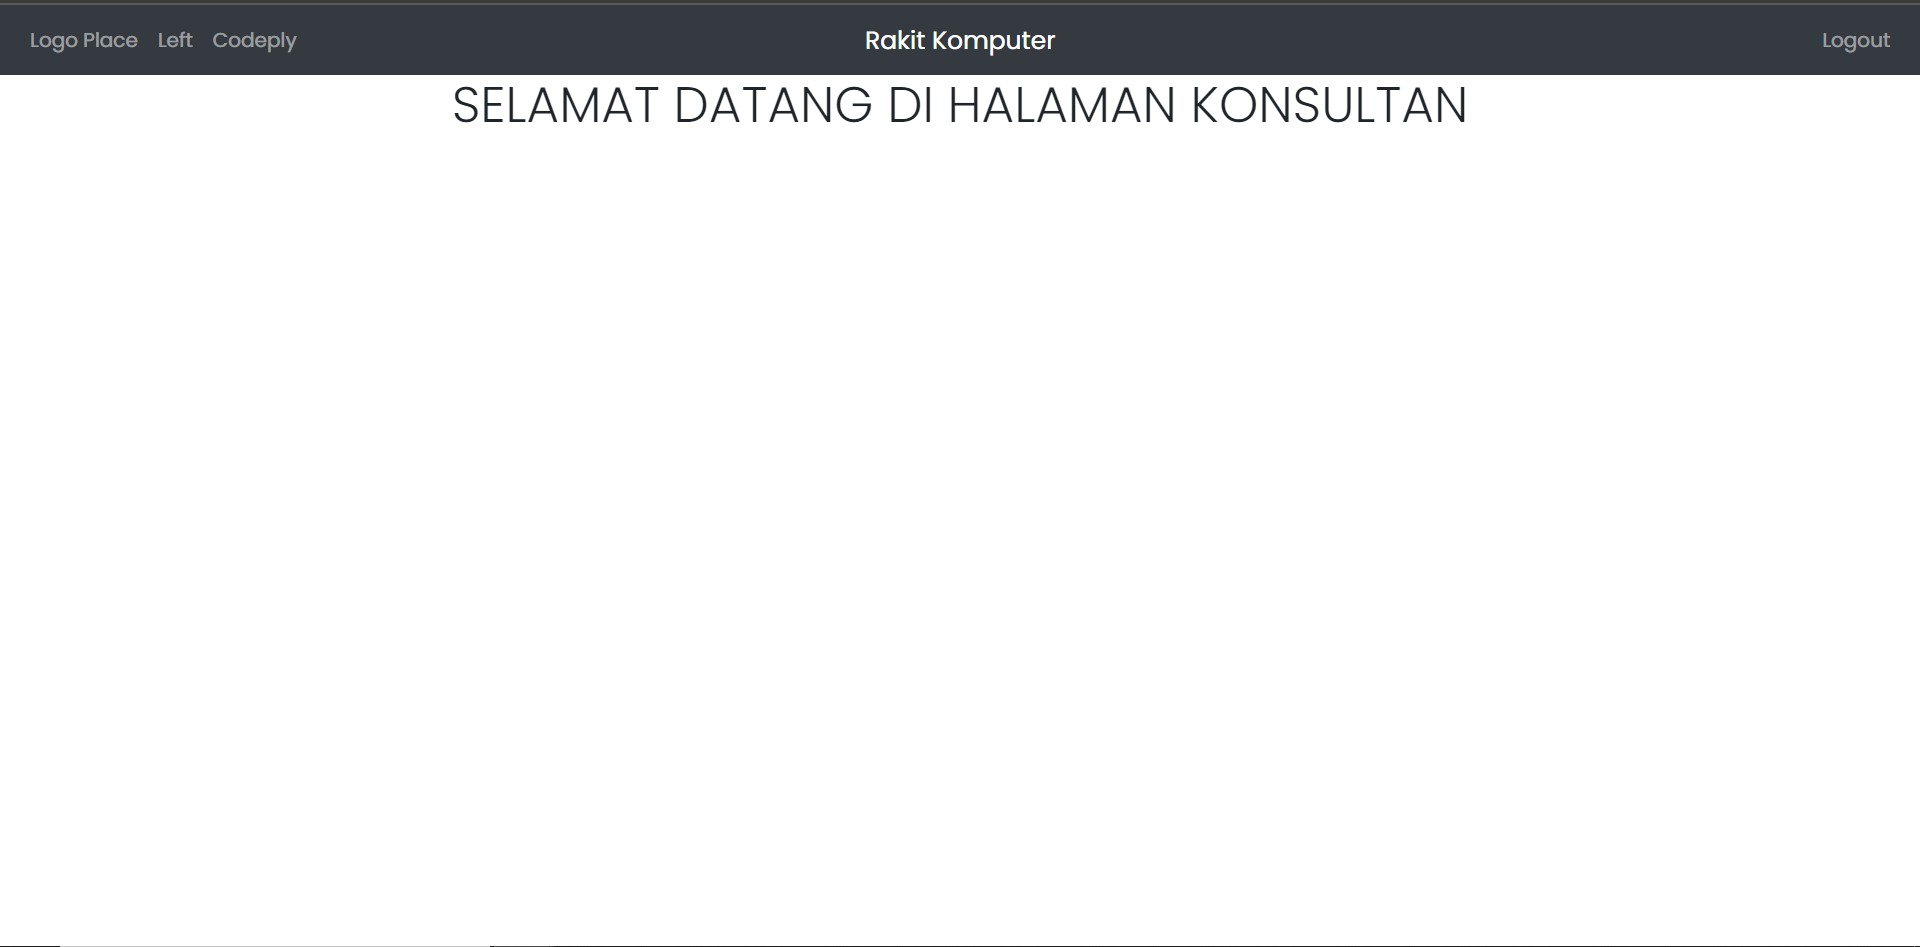 Logo Place Left Codeply Rakit Komputer Logout
SELAMAT DATANG DI HALAMAN KONSULTAN